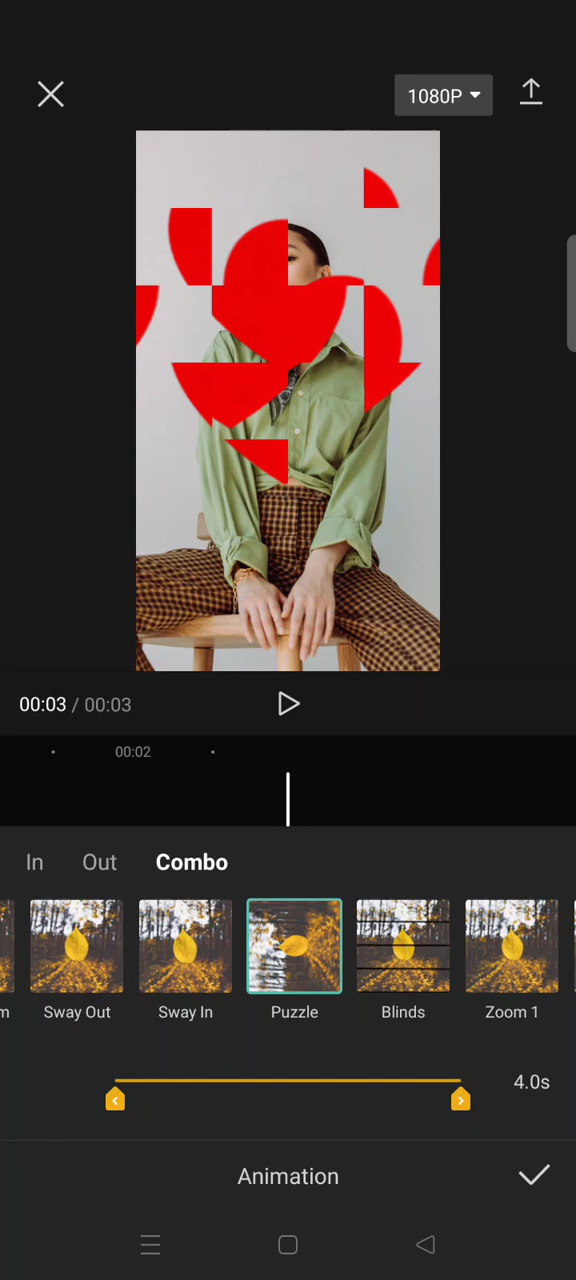 1080P
00:03 / 00:03
00:02
In Out Combo
m Sway Out Sway In Puzzle Blinds Zoom 1
4.0s
Animation